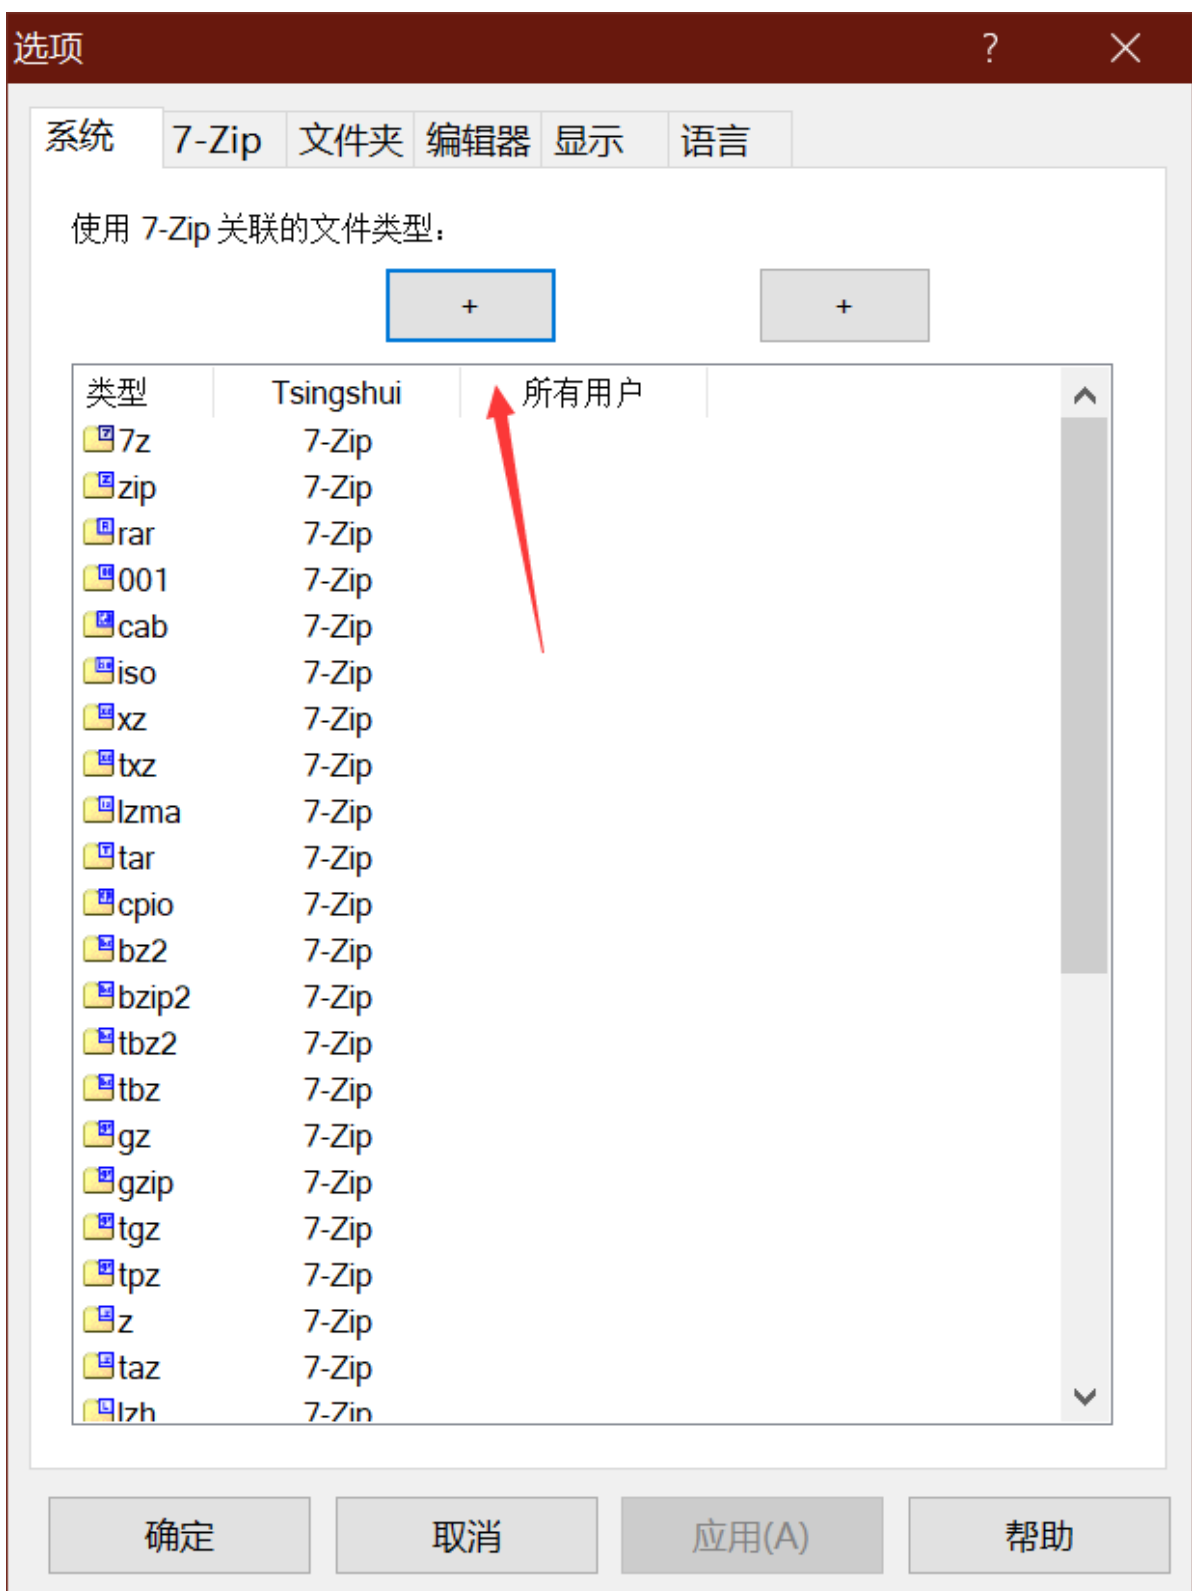 选项 ?
系统 7-Zip 文件夹 编辑器 显示 语言
使用 7-Zip 关联的文件类型：
+ +
类型 Tsingshui 所有用户
7z 7-Zip
zip 7-Zip
rar 7-Zip
001 7-Zip
cab 7-Zip
iso 7-Zip
xz 7-Zip
txz 7-Zip
lzma 7-Zip
tar 7-Zip
cpio 7-Zip
bz2 7-Zip
bzip2 7-Zip
tbz2 7-Zip
tbz 7-Zip
gz 7-Zip
gzip 7-Zip
tgz 7-Zip
tpz 7-Zip
z 7-Zip
taz 7-Zip
lzh 7-Zip
确定 取消 应用(A) 帮助